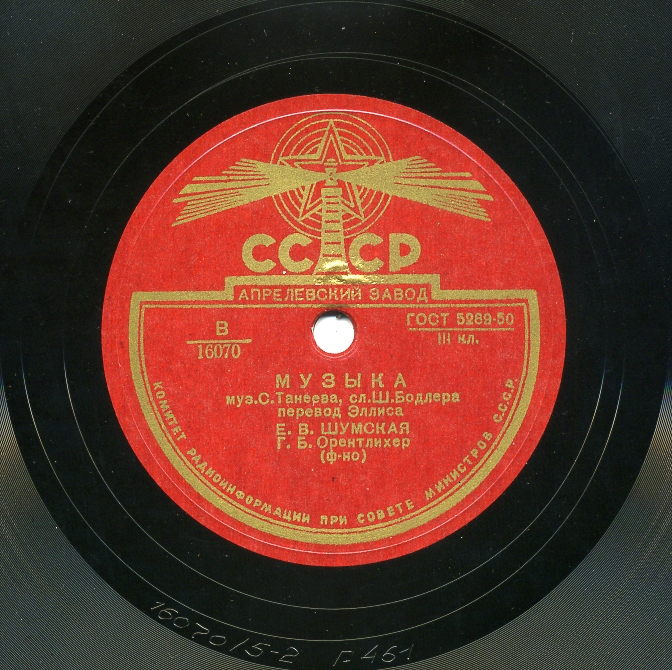 СССР
АПРЕЛЕВСКИЙ ЗАВОД
В
16070
ГОСТ 5289-50
III кл.
МУЗЫКА
муз.С.Танеева, сл.Ш.Бодлера
перевод Эллиса
Е. В. ШУМСКАЯ
Г. Б. Орентлихер
(ф-но)
КОМИТЕТ РАДИОИНФОРМАЦИИ ПРИ СОВЕТЕ МИНИСТРОВ С.С.С.Р.
16070/5-2 Г.461